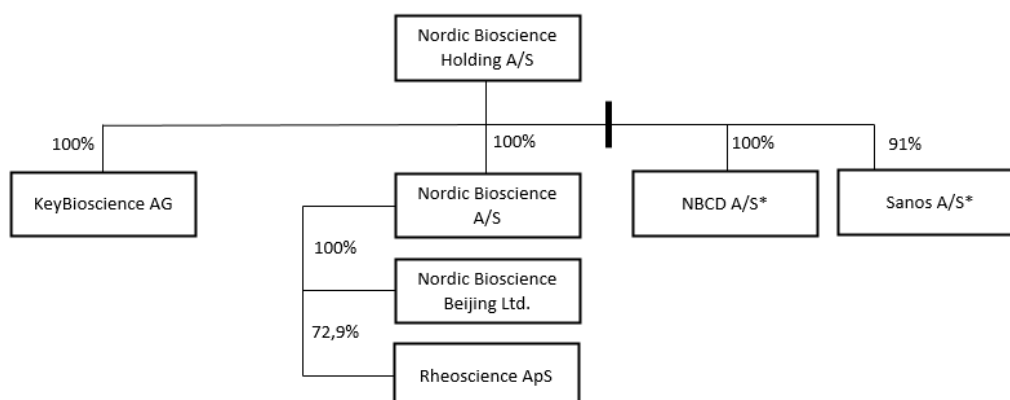 Nordic Bioscience
Holding A/S
100%
100%
100%
91%
KeyBioscience AG
Nordic Bioscience
A/S
NBCD A/S*
Sanos A/S*
100%
Nordic Bioscience
Beijing Ltd.
72,9%
Rheoscience ApS